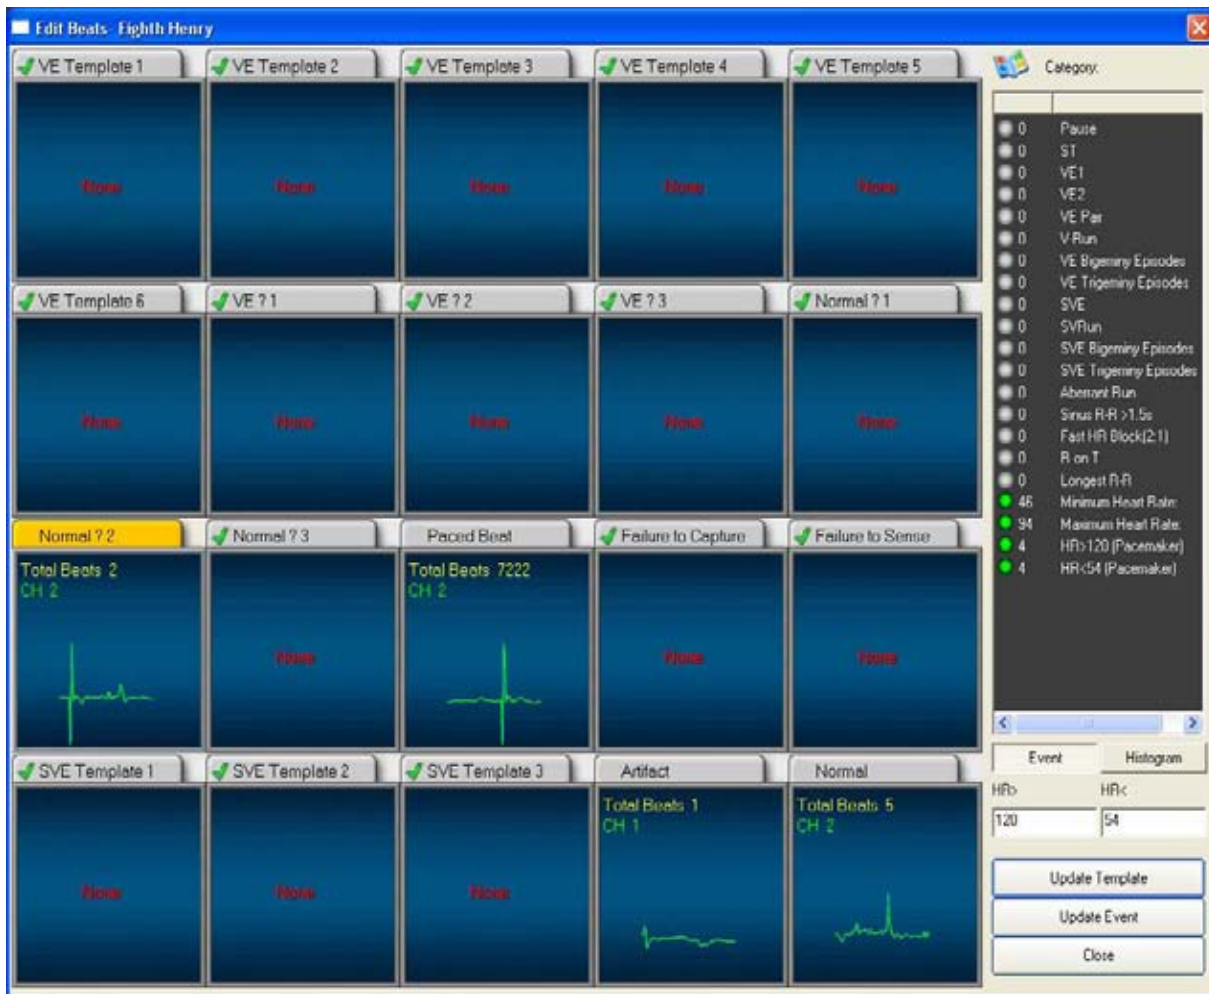 Edit Beats- Eighth Henry
VE Template 1
VE Template 2
VE Template 3
VE Template 4
VE Template 5
None
None
None
None
None
VE Template 6
VE ? 1
VE ? 2
VE ? 3
Normal ? 1
None
None
None
None
None
Normal ? 2
Normal ? 3
Paced Beat
Failure to Capture
Failure to Sense
Total Beats 2
CH 2
None
Total Beats 7222
CH 2
None
None
SVE Template 1
SVE Template 2
SVE Template 3
Artifact
Normal
None
None
None
Total Beats 1
CH 1
Total Beats 5
CH 2
Category:
0 Pause
0 ST
0 VE1
0 VE2
0 VE Pair
0 V-Run
0 VE Bigeminy Episodes
0 VE Trigeminy Episodes
0 SVE
0 SVRun
0 SVE Bigeminy Episodes
0 SVE Trigeminy Episodes
0 Aberrant Run
0 Sinus R-R >1.5s
0 Fast HR Block(2:1)
0 R on T
0 Longest R-R
46 Minimum Heart Rate:
94 Maximum Heart Rate:
4 HR>120 (Pacemaker)
4 HR<54 (Pacemaker)
Event
Histogram
HR>
HR<
120
54
Update Template
Update Event
Close